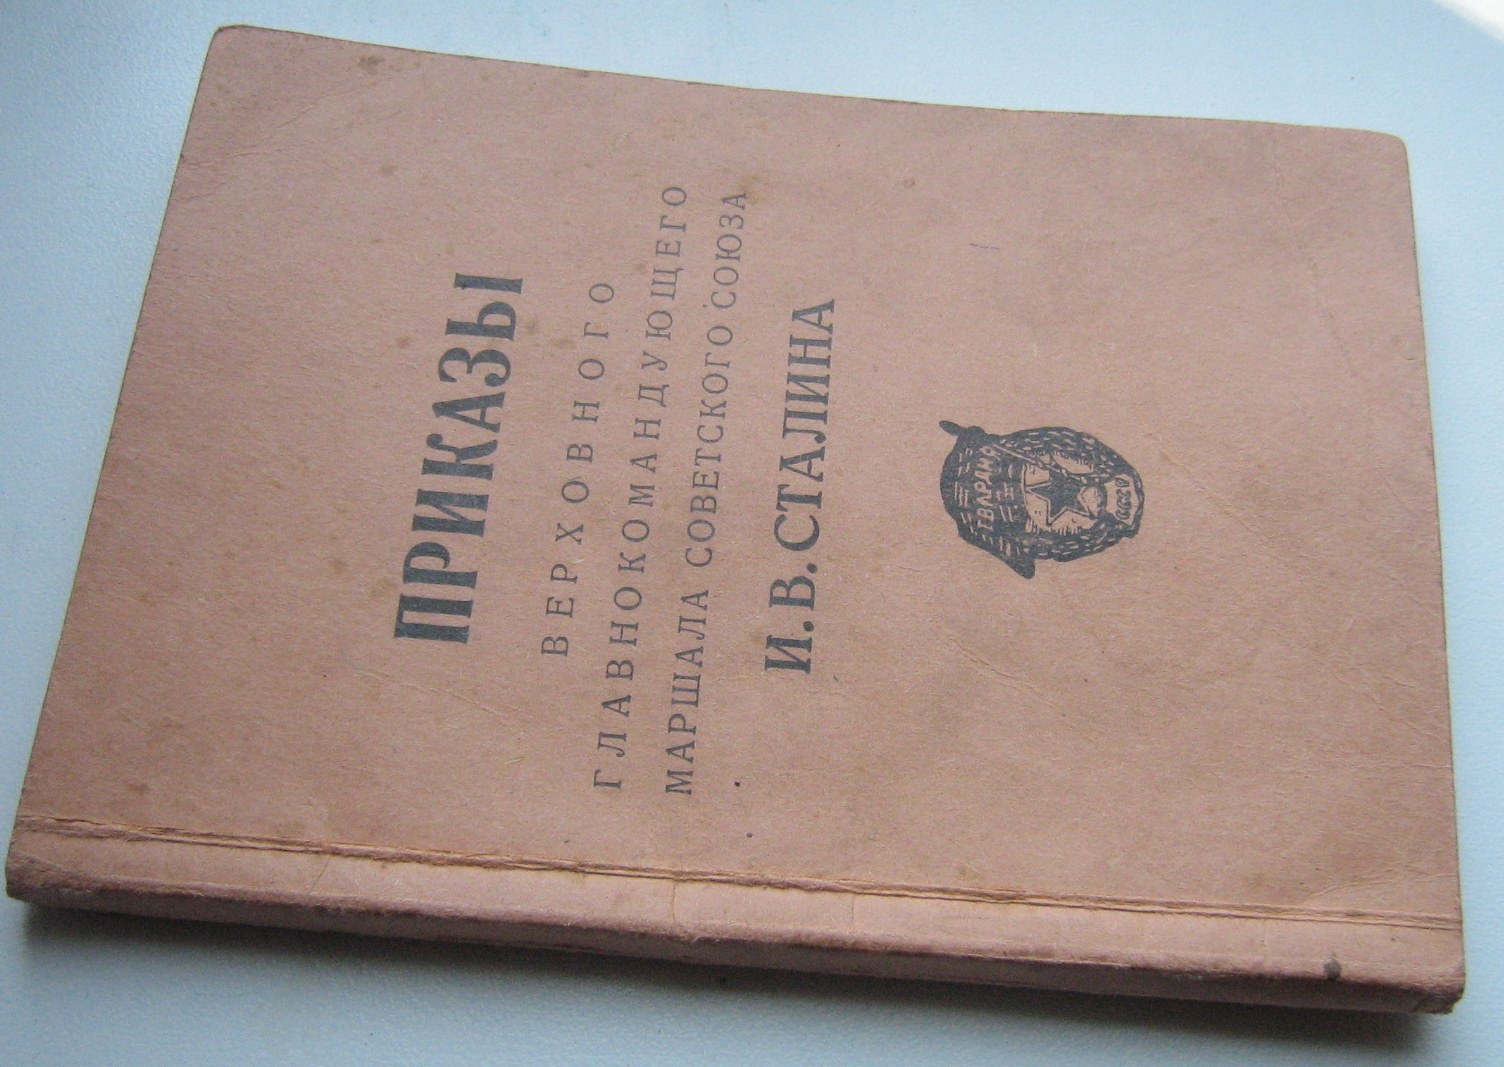 ПРИКАЗЫ
ВЕРХОВНОГО
ГЛАВНОКОМАНДУЮЩЕГО
МАРШАЛА СОВЕТСКОГО СОЮЗА
И. В. СТАЛИНА
ГВАРДИЯ